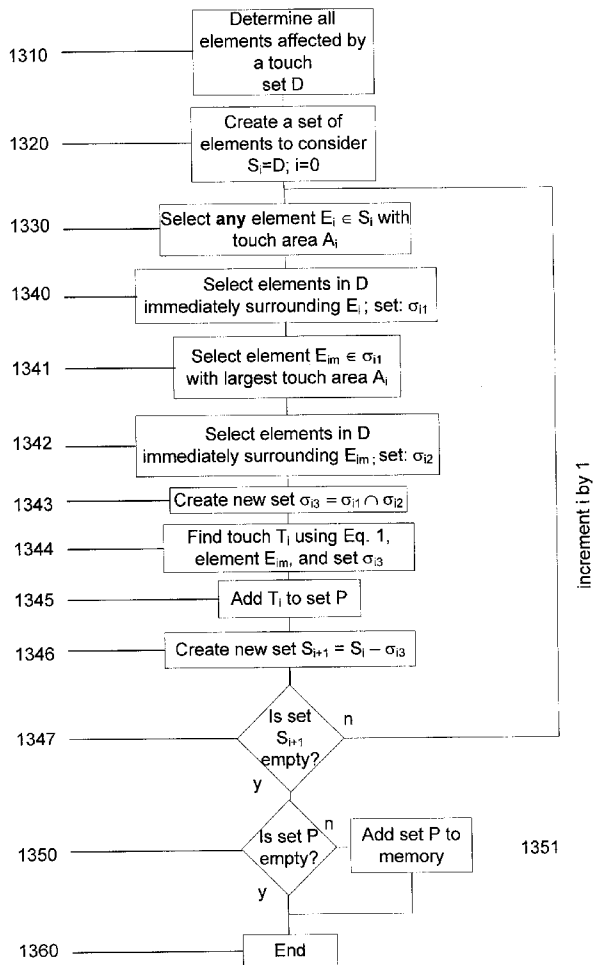 1310
Determine all
elements affected by
a touch
set D
1320
Create a set of
elements to consider
Sᵢ=D; i=0
1330
Select any element Eᵢ ∈ Sᵢ with
touch area Aᵢ
1340
Select elements in D
immediately surrounding Eᵢ; set: σᵢ₁
1341
Select element Eᵢₘ ∈ σᵢ₁
with largest touch area Aᵢ
1342
Select elements in D
immediately surrounding Eᵢₘ; set: σᵢ₂
1343
Create new set σᵢ₃ = σᵢ₁ ∩ σᵢ₂
1344
Find touch Tᵢ using Eq. 1,
element Eᵢₘ, and set σᵢ₃
1345
Add Tᵢ to set P
1346
Create new set Sᵢ₊₁ = Sᵢ – σᵢ₃
1347
Is set
Sᵢ₊₁
empty?
n
y
increment i by 1
1350
Is set P
empty?
n
y
Add set P to
memory
1351
1360
End